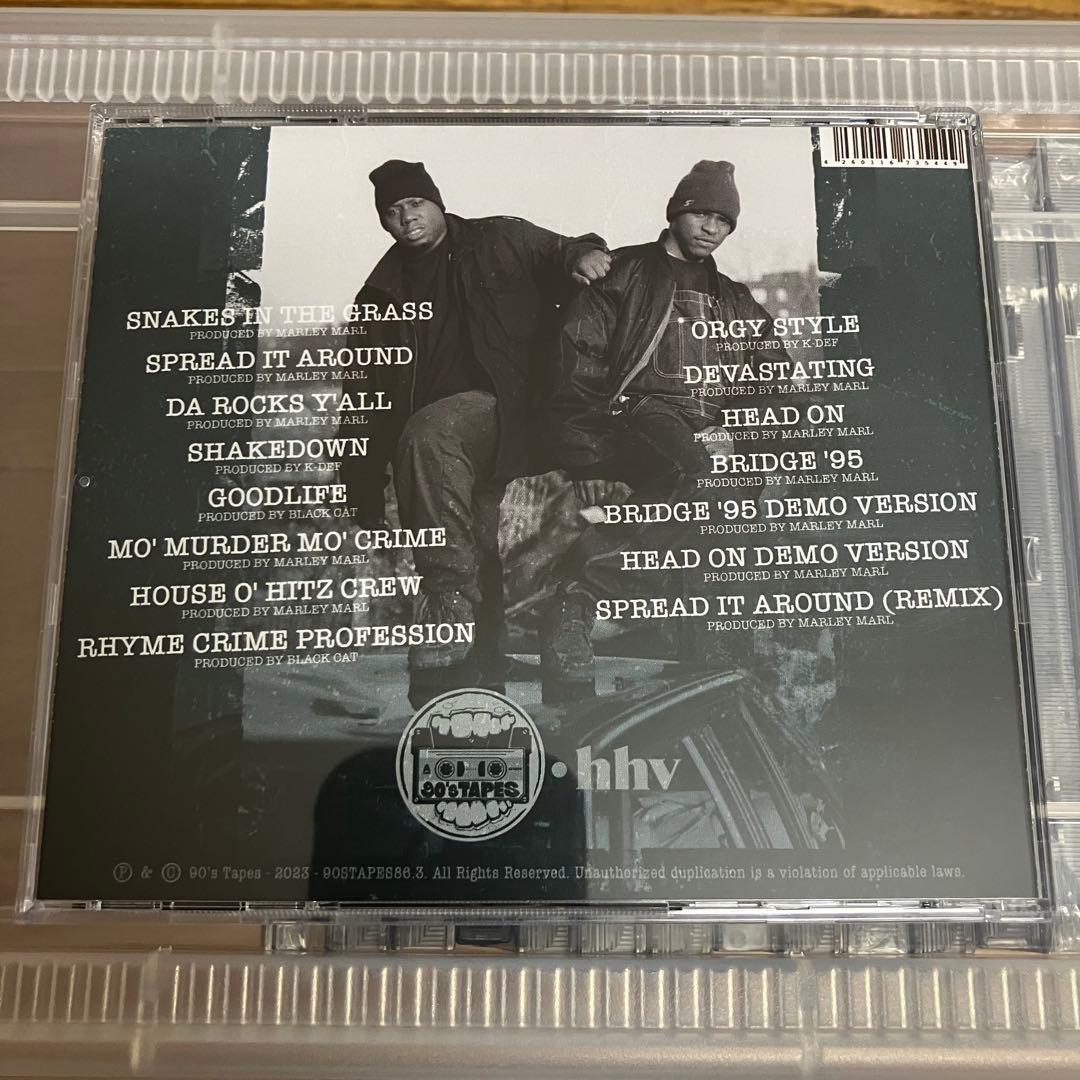 4 260116 735449
SNAKES IN THE GRASS
PRODUCED BY MARLEY MARL
SPREAD IT AROUND
PRODUCED BY MARLEY MARL
DA ROCKS Y'ALL
PRODUCED BY MARLEY MARL
SHAKEDOWN
PRODUCED BY K-DEF
GOODLIFE
PRODUCED BY BLACK CAT
MO' MURDER MO' CRIME
PRODUCED BY MARLEY MARL
HOUSE O' HITZ CREW
PRODUCED BY MARLEY MARL
RHYME CRIME PROFESSION
PRODUCED BY BLACK CAT
ORGY STYLE
PRODUCED BY K-DEF
DEVASTATING
PRODUCED BY MARLEY MARL
HEAD ON
PRODUCED BY MARLEY MARL
BRIDGE '95
PRODUCED BY MARLEY MARL
BRIDGE '95 DEMO VERSION
PRODUCED BY MARLEY MARL
HEAD ON DEMO VERSION
PRODUCED BY MARLEY MARL
SPREAD IT AROUND (REMIX)
PRODUCED BY MARLEY MARL
90'S TAPES
hhv
Ⓟ & © 90's Tapes - 2023 - 90STAPES86.3. All Rights Reserved. Unauthorized duplication is a violation of applicable laws.